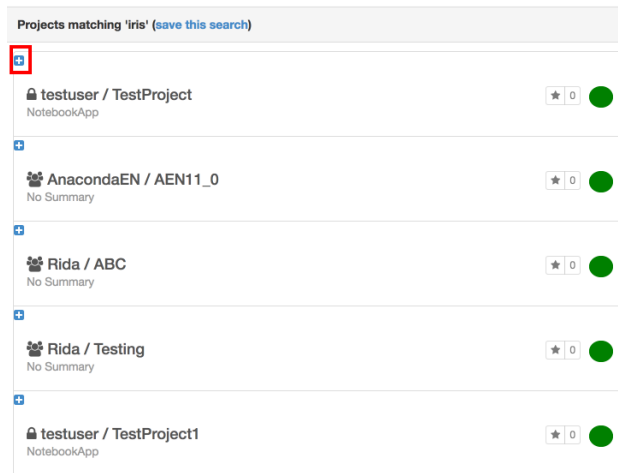 Projects matching 'iris' (save this search)
testuser / TestProject
0
NotebookApp
AnacondaEN / AEN11_0
0
No Summary
Rida / ABC
0
No Summary
Rida / Testing
0
No Summary
testuser / TestProject1
0
NotebookApp